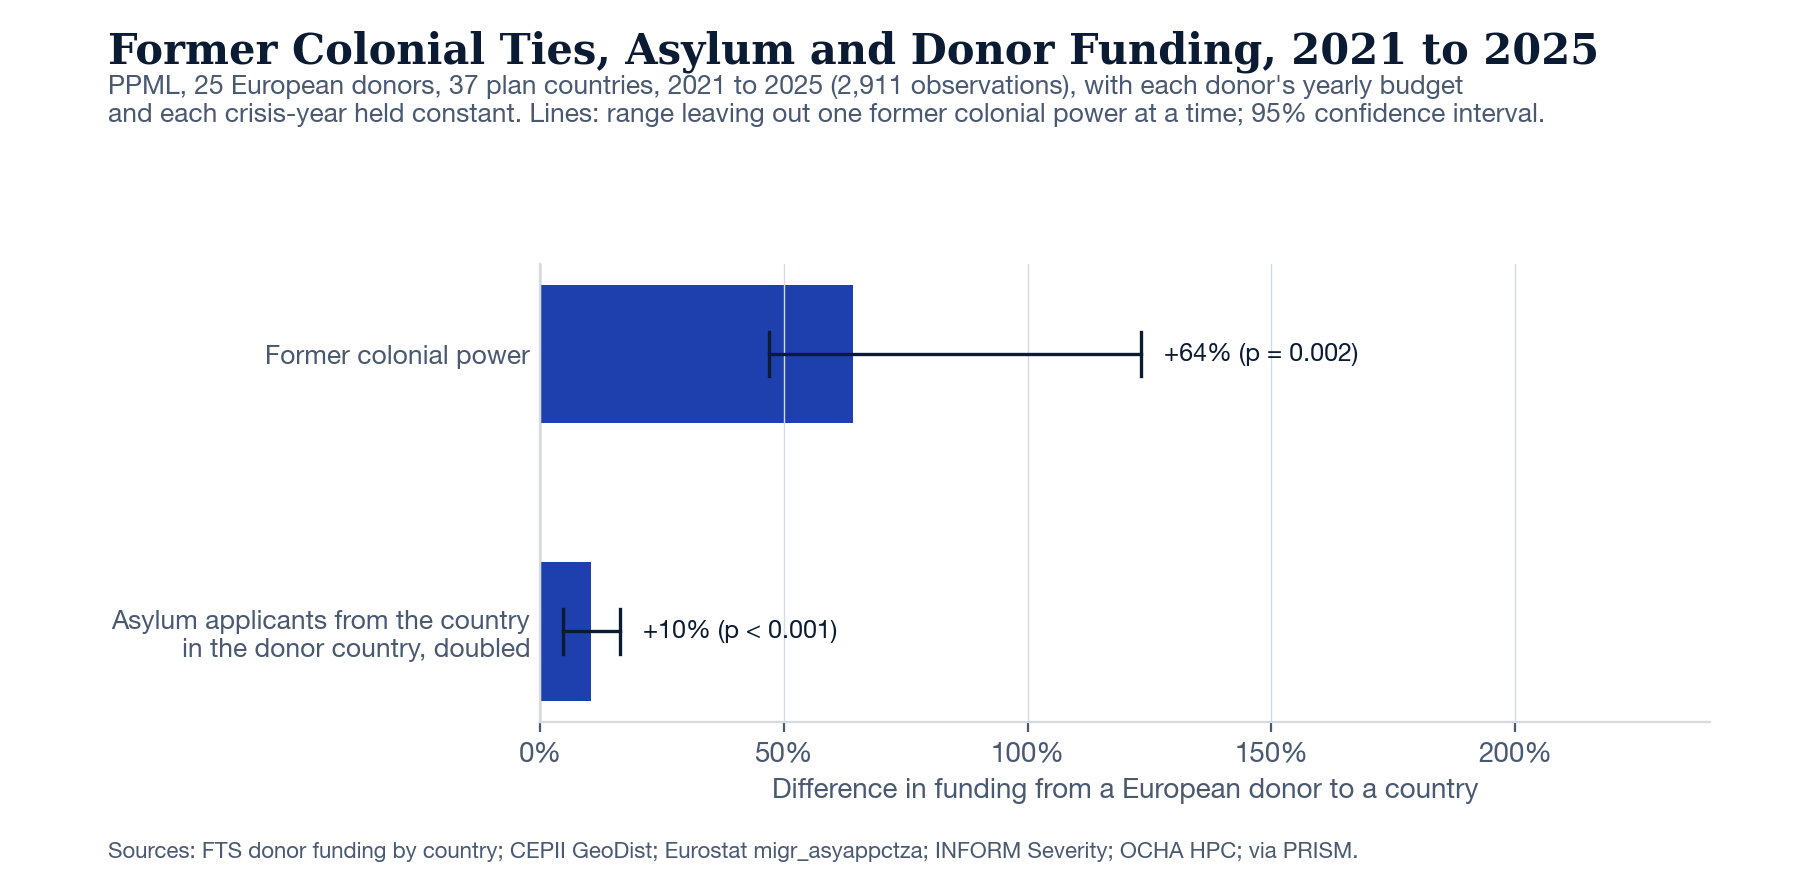 Former Colonial Ties, Asylum and Donor Funding, 2021 to 2025
PPML, 25 European donors, 37 plan countries, 2021 to 2025 (2,911 observations), with each donor's yearly budget
and each crisis-year held constant. Lines: range leaving out one former colonial power at a time; 95% confidence interval.
Former colonial power
+64% (p = 0.002)
Asylum applicants from the country
in the donor country, doubled
+10% (p < 0.001)
0% 50% 100% 150% 200%
Difference in funding from a European donor to a country
Sources: FTS donor funding by country; CEPII GeoDist; Eurostat migr_asyappctza; INFORM Severity; OCHA HPC; via PRISM.